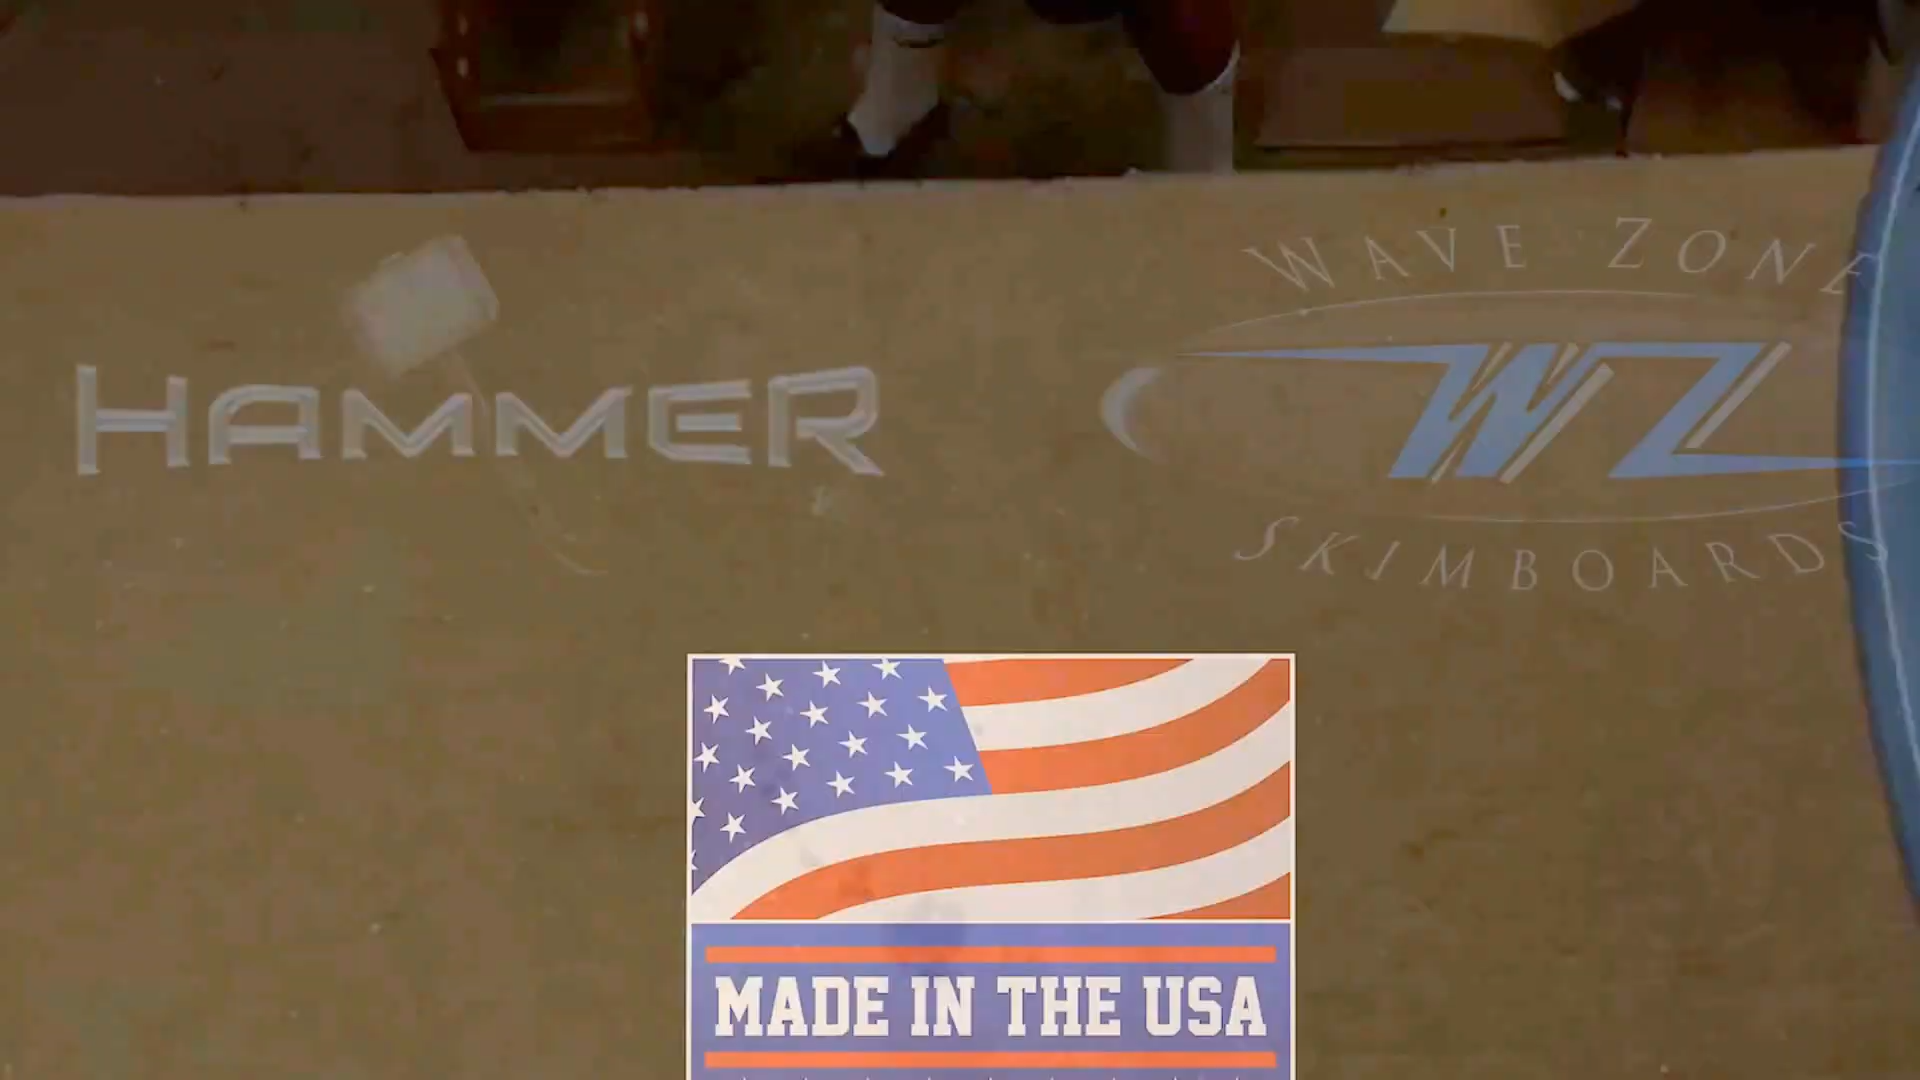 HAMMER
WAVE ZONE
WZ
SKIMBOARDS
MADE IN THE USA